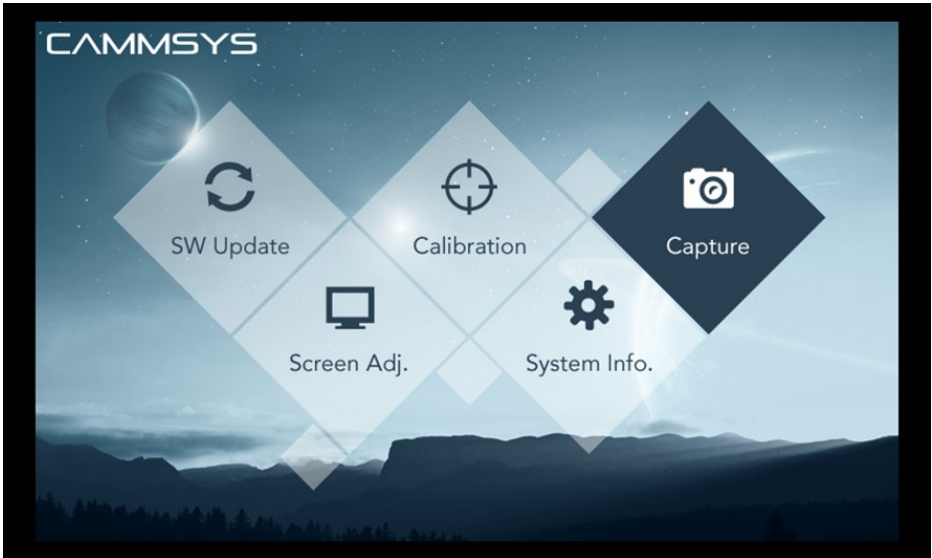 CAMMSYS
SW Update
Calibration
Capture
Screen Adj.
System Info.